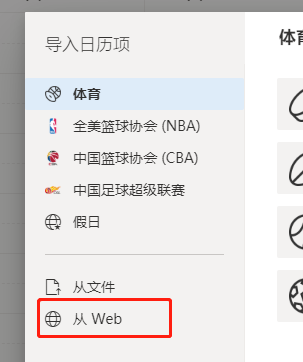 导入日历项
体育
体育
全美篮球协会 (NBA)
中国篮球协会 (CBA)
中国足球超级联赛
假日
从文件
从 Web